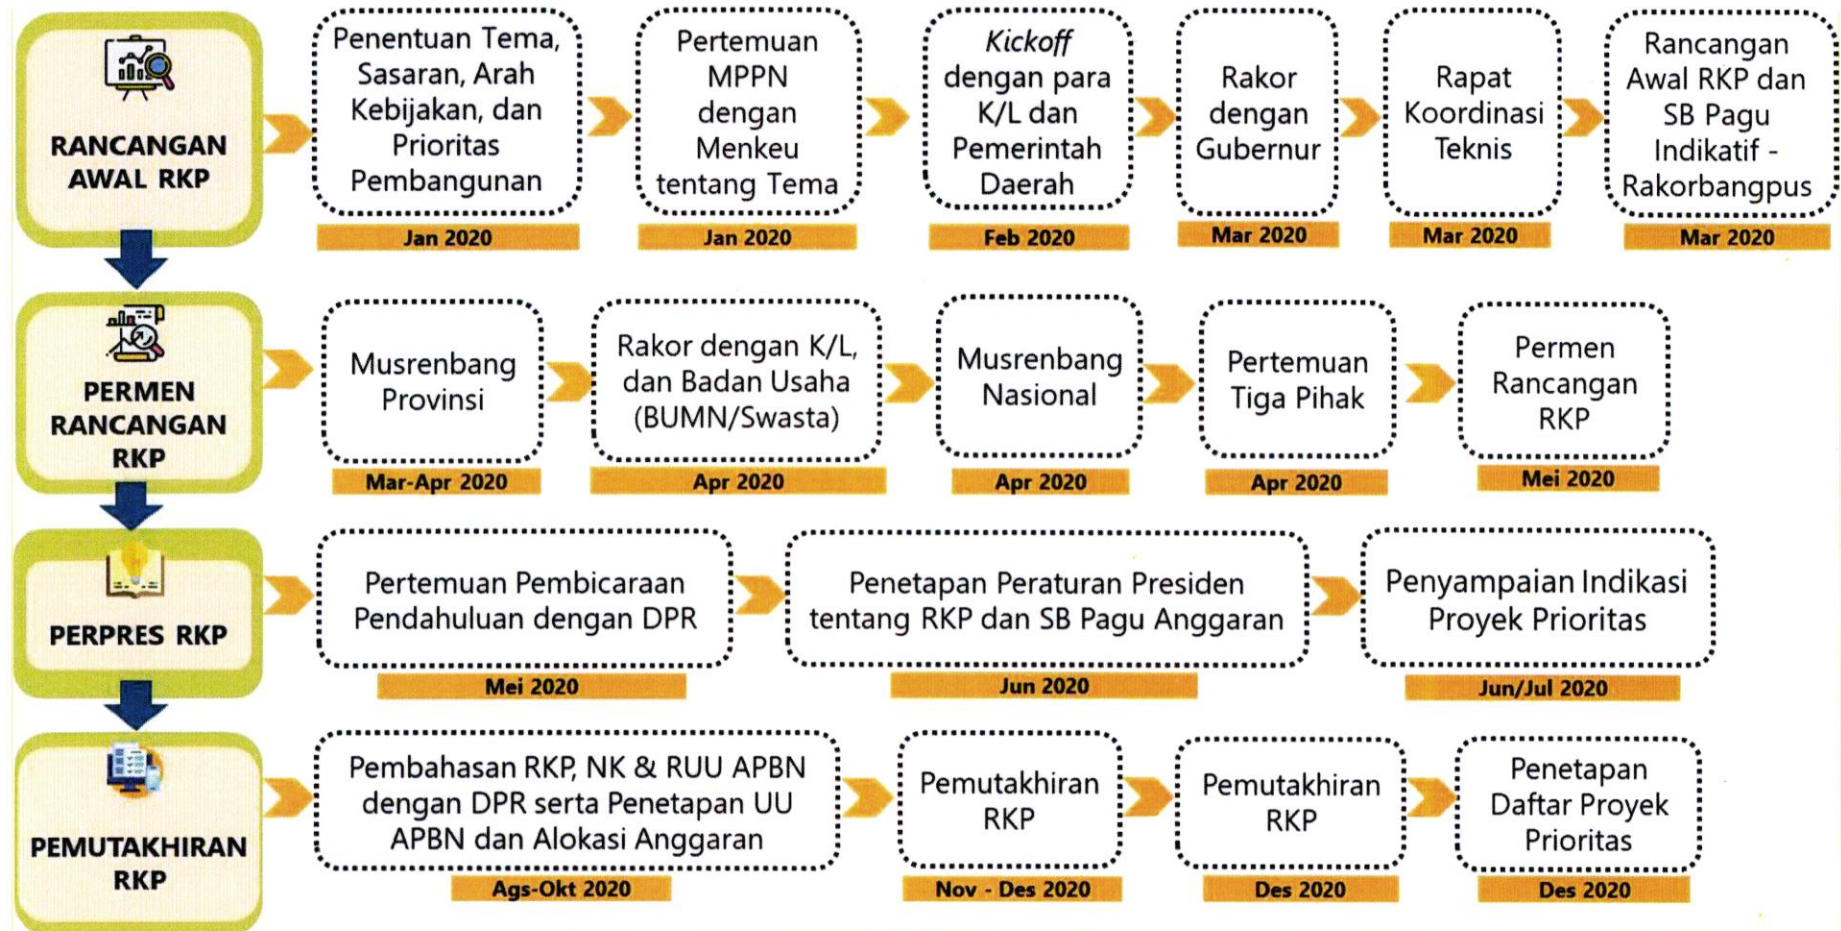 RANCANGAN
AWAL RKP
Penentuan Tema,
Sasaran, Arah
Kebijakan, dan
Prioritas
Pembangunan
Jan 2020
Pertemuan
MPPN
dengan
Menkeu
tentang Tema
Jan 2020
Kickoff
dengan para
K/L dan
Pemerintah
Daerah
Feb 2020
Rakor
dengan
Gubernur
Mar 2020
Rapat
Koordinasi
Teknis
Mar 2020
Rancangan
Awal RKP dan
SB Pagu
Indikatif -
Rakorbangpus
Mar 2020
PERMEN
RANCANGAN
RKP
Musrenbang
Provinsi
Mar-Apr 2020
Rakor dengan K/L,
dan Badan Usaha
(BUMN/Swasta)
Apr 2020
Musrenbang
Nasional
Apr 2020
Pertemuan
Tiga Pihak
Apr 2020
Permen
Rancangan
RKP
Mei 2020
PERPRES RKP
Pertemuan Pembicaraan
Pendahuluan dengan DPR
Mei 2020
Penetapan Peraturan Presiden
tentang RKP dan SB Pagu Anggaran
Jun 2020
Penyampaian Indikasi
Proyek Prioritas
Jun/Jul 2020
PEMUTAKHIRAN
RKP
Pembahasan RKP, NK & RUU APBN
dengan DPR serta Penetapan UU
APBN dan Alokasi Anggaran
Ags-Okt 2020
Pemutakhiran
RKP
Nov - Des 2020
Pemutakhiran
RKP
Des 2020
Penetapan
Daftar Proyek
Prioritas
Des 2020